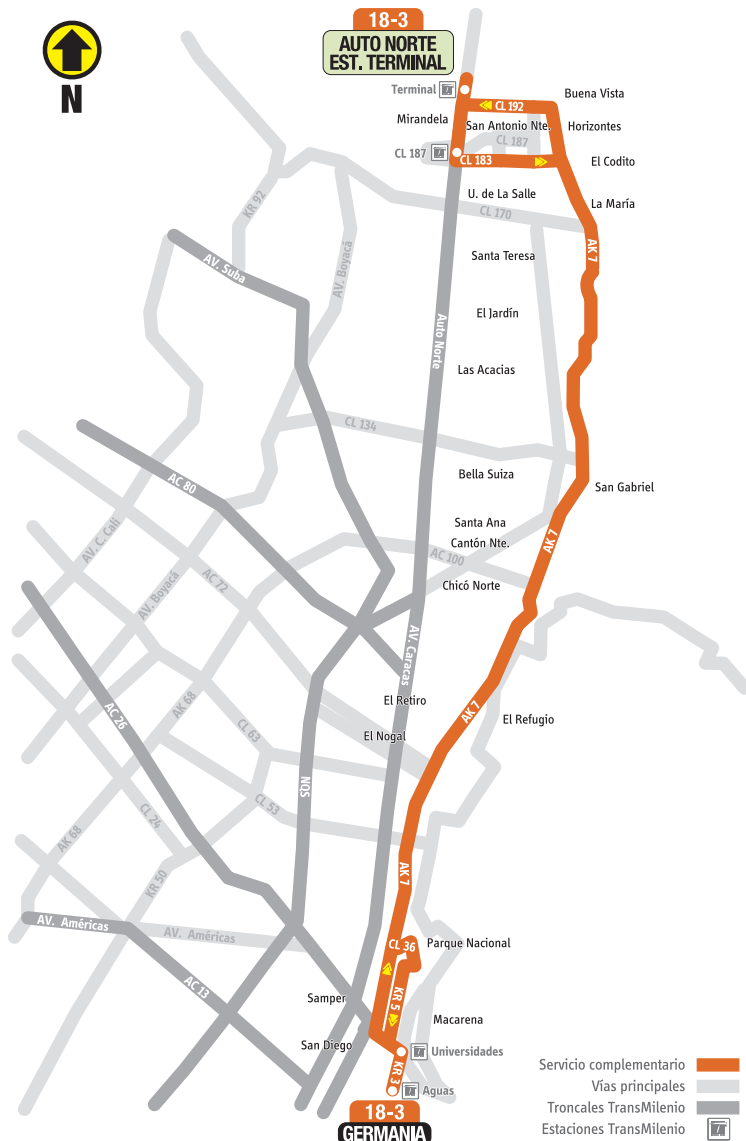 18-3
AUTO NORTE
EST. TERMINAL
N
Terminal
Buena Vista
CL 192
Mirandela
San Antonio Nte.
Horizontes
CL 187
CL 187
CL 183
El Codito
U. de La Salle
La María
KR 92
CL 170
AK 7
AV. Suba
AV. Boyacá
Santa Teresa
El Jardín
Auto Norte
Las Acacias
CL 134
Bella Suiza
AC 80
San Gabriel
AV. C. Cali
Santa Ana
Cantón Nte.
AK 7
AC 100
AC 72
Chicó Norte
AV. Boyacá
AV. Caracas
El Retiro
AK 68
AC 26
AK 7
El Refugio
CL 63
El Nogal
NQS
CL 53
CL 24
AK 68
AK 7
KR 50
AV. Américas
AV. Américas
CL 36
Parque Nacional
AC 13
Samper
KR 5
Macarena
San Diego
Universidades
KR 3
Aguas
18-3
GERMANIA
Servicio complementario
Vías principales
Troncales TransMilenio
Estaciones TransMilenio